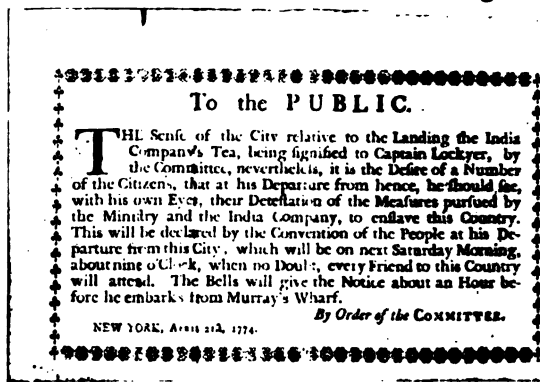 To the PUBLIC.
THE Sense of the City relative to the Landing the India
Company's Tea, being signified to Captain Lockyer, by
the Committee, nevertheless, it is the Desire of a Number
of the Citizens, that at his Departure from hence, he should see,
with his own Eyes, their Detestation of the Measures pursued by
the Ministry and the India Company, to enslave this Country.
This will be declared by the Convention of the People at his De-
parture from this City, which will be on next Saturday Morning,
about nine o'Clock, when no Doubt, every Friend to this Country
will attend. The Bells will give the Notice about an Hour be-
fore he embarks from Murray's Wharf.
By Order of the COMMITTEE.
NEW YORK, April 21d, 1774.